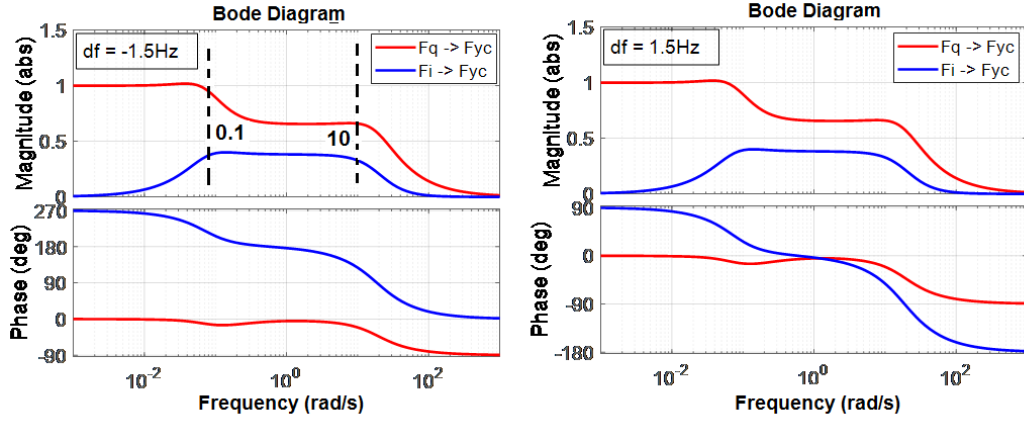 Bode Diagram
Magnitude (abs)
1.5
1
0.5
0
df = -1.5Hz
Fq -> Fyc
Fi -> Fyc
0.1
10
Phase (deg)
270
180
90
0
-90
10^-2
10^0
10^2
Frequency (rad/s)
Bode Diagram
Magnitude (abs)
1.5
1
0.5
0
df = 1.5Hz
Fq -> Fyc
Fi -> Fyc
Phase (deg)
90
0
-90
-180
10^-2
10^0
10^2
Frequency (rad/s)